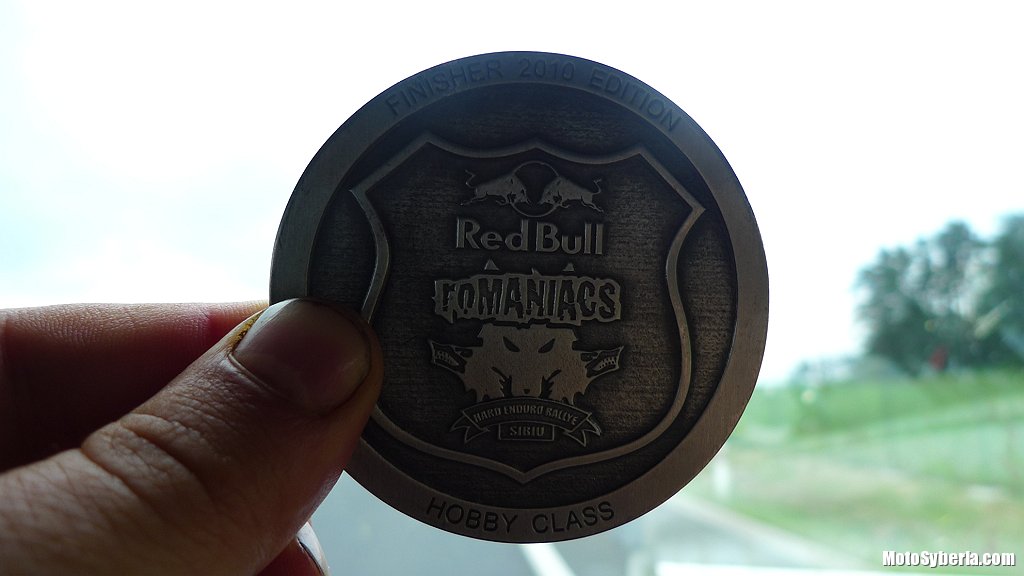 FINISHER 2010 EDITION
Red Bull
roMANIACS
HARD ENDURO RALLYE
SIBIU
HOBBY CLASS
MotoSyberia.com